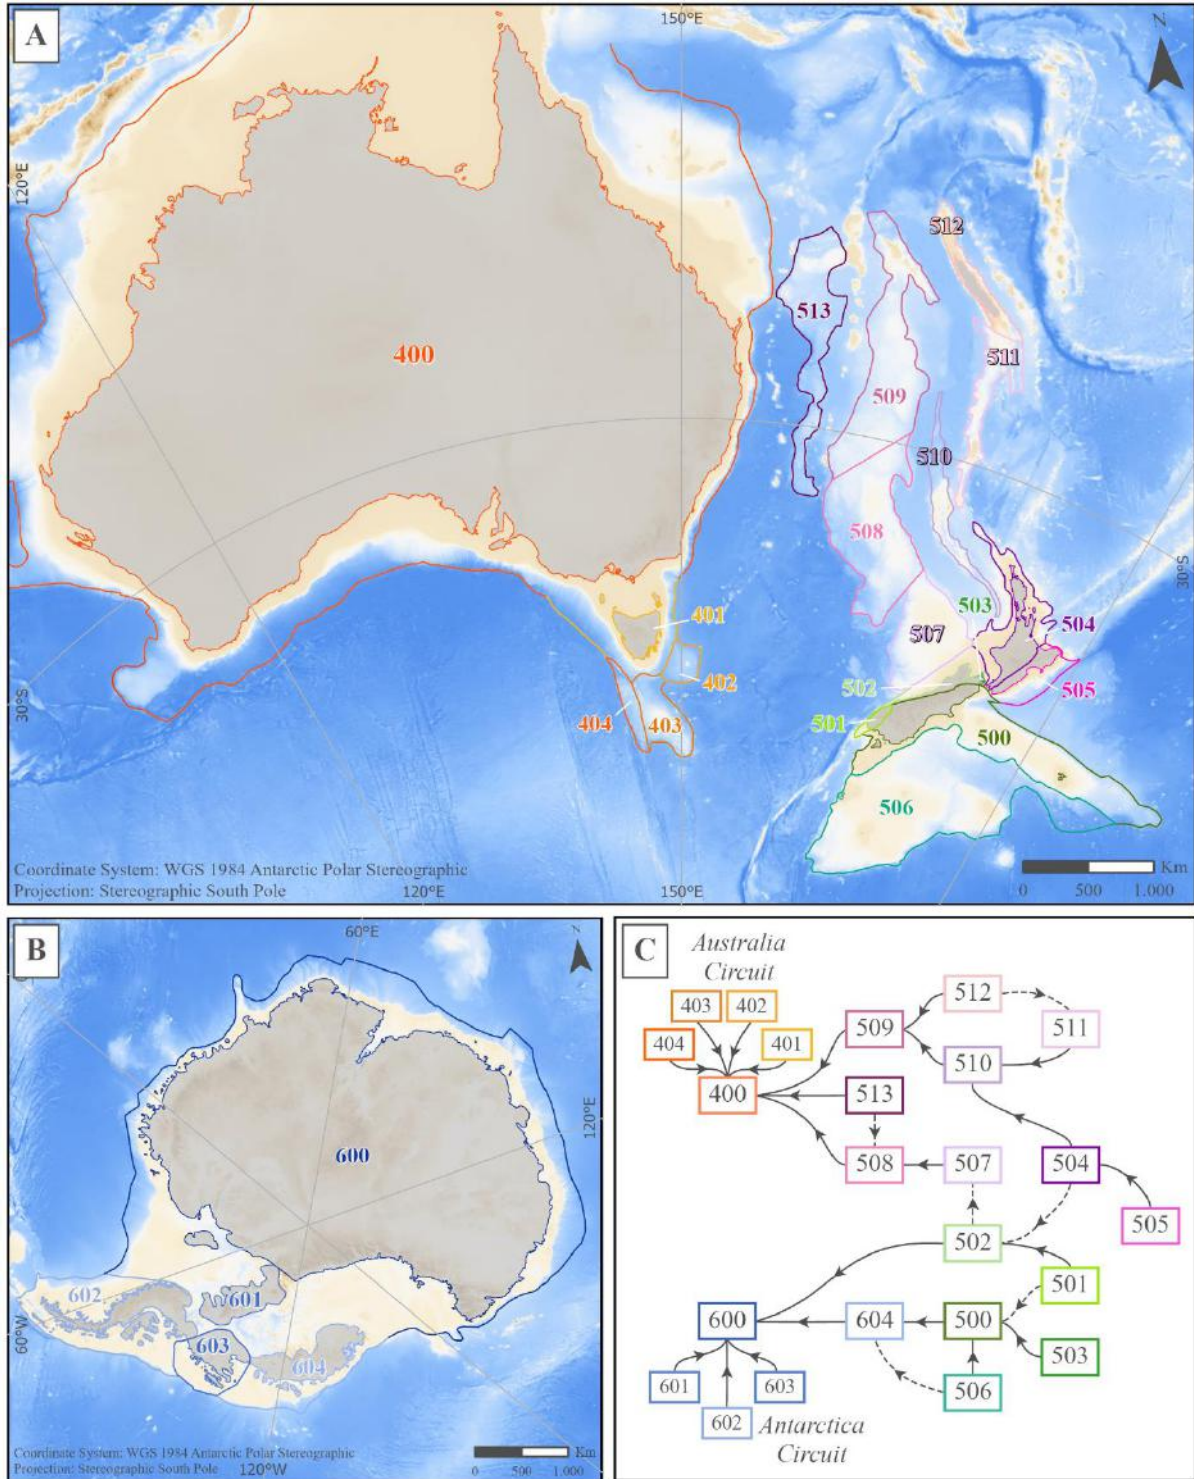 A
150°E
N
120°E
512
513
400
511
509
510
508
30°S
503
401
504
507
402
502
505
30°S
404
403
501
500
506
Coordinate System: WGS 1984 Antarctic Polar Stereographic
Projection: Stereographic South Pole
120°E
150°E
Km
0 500 1.000
B
60°E
N
120°E
600
602
601
603
604
60°W
Coordinate System: WGS 1984 Antarctic Polar Stereographic
Projection: Stereographic South Pole
120°W
Km
0 500 1.000
C
Australia
Circuit
403 402
404 401
400
512
509 511
510
513
508 507 504
505
502
501
600 604 500
503
601 603
602
506
Antarctica
Circuit